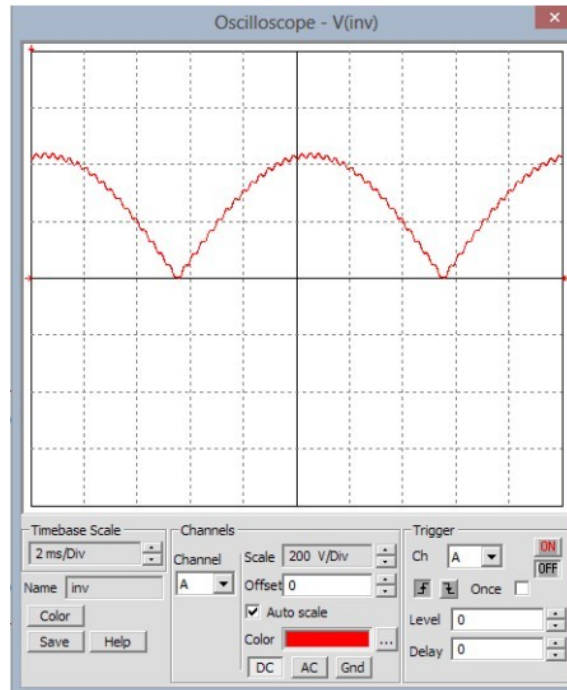 Oscilloscope - V(inv)
Timebase Scale
2 ms/Div
Name inv
Color
Save Help
Channels
Channel
A
Scale 200 V/Div
Offset 0
Auto scale
Color ...
DC AC Gnd
Trigger
Ch A
ON
OFF
Once
Level 0
Delay 0